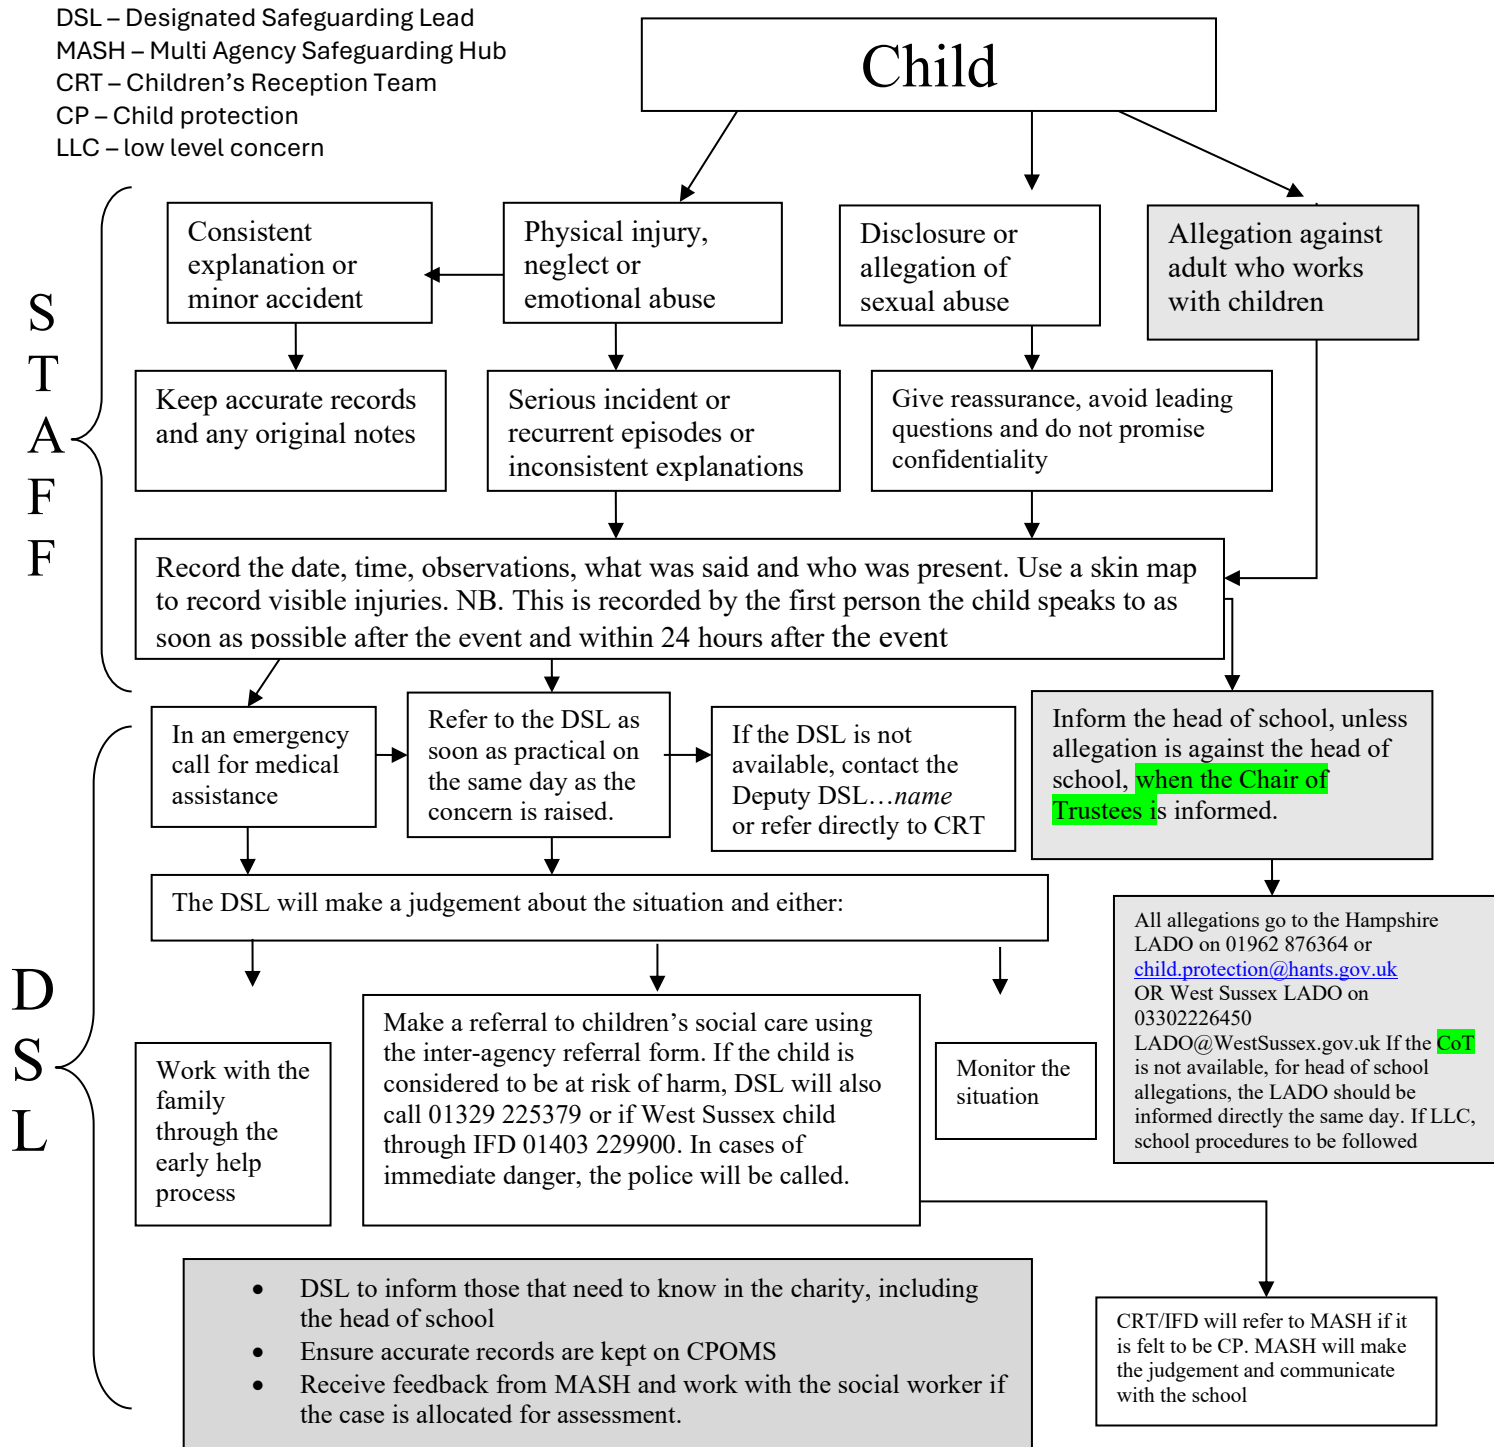 DSL – Designated Safeguarding Lead
MASH – Multi Agency Safeguarding Hub
CRT – Children's Reception Team
CP – Child protection
LLC – low level concern
Child
S
T
A
F
F
Consistent
explanation or
minor accident
Physical injury,
neglect or
emotional abuse
Disclosure or
allegation of
sexual abuse
Allegation against
adult who works
with children
Keep accurate records
and any original notes
Serious incident or
recurrent episodes or
inconsistent explanations
Give reassurance, avoid leading
questions and do not promise
confidentiality
Record the date, time, observations, what was said and who was present. Use a skin map
to record visible injuries. NB. This is recorded by the first person the child speaks to as
soon as possible after the event and within 24 hours after the event
D
S
L
In an emergency
call for medical
assistance
Refer to the DSL as
soon as practical on
the same day as the
concern is raised.
If the DSL is not
available, contact the
Deputy DSL…name
or refer directly to CRT
Inform the head of school, unless
allegation is against the head of
school, when the Chair of
Trustees is informed.
The DSL will make a judgement about the situation and either:
All allegations go to the Hampshire
LADO on 01962 876364 or
child.protection@hants.gov.uk
OR West Sussex LADO on
03302226450
LADO@WestSussex.gov.uk If the CoT
is not available, for head of school
allegations, the LADO should be
informed directly the same day. If LLC,
school procedures to be followed
Work with the
family
through the
early help
process
Make a referral to children's social care using
the inter-agency referral form. If the child is
considered to be at risk of harm, DSL will also
call 01329 225379 or if West Sussex child
through IFD 01403 229900. In cases of
immediate danger, the police will be called.
Monitor the
situation
• DSL to inform those that need to know in the charity, including
the head of school
• Ensure accurate records are kept on CPOMS
• Receive feedback from MASH and work with the social worker if
the case is allocated for assessment.
CRT/IFD will refer to MASH if it
is felt to be CP. MASH will make
the judgement and communicate
with the school